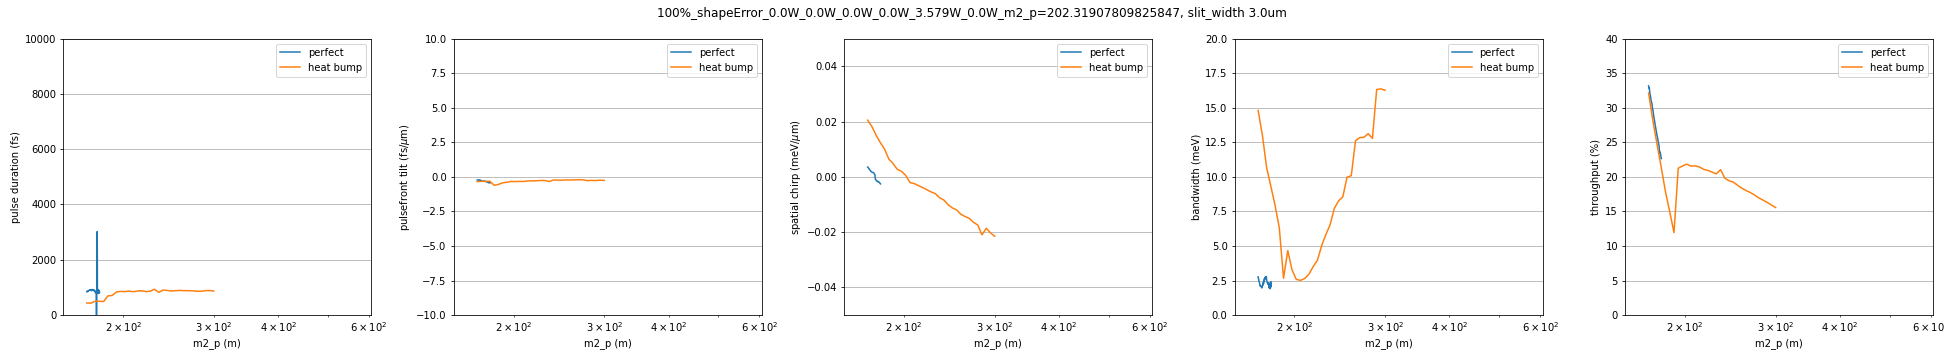 100%_shapeError_0.0W_0.0W_0.0W_0.0W_3.579W_0.0W_m2_p=202.31907809825847, slit_width 3.0um
pulse duration (fs)
10000
8000
6000
4000
2000
0
perfect
heat bump
2 × 10²
3 × 10²
4 × 10²
6 × 10²
m2_p (m)
pulsefront tilt (fs/μm)
10.0
7.5
5.0
2.5
0.0
−2.5
−5.0
−7.5
−10.0
perfect
heat bump
2 × 10²
3 × 10²
4 × 10²
6 × 10²
m2_p (m)
spatial chirp (meV/μm)
0.04
0.02
0.00
−0.02
−0.04
perfect
heat bump
2 × 10²
3 × 10²
4 × 10²
6 × 10²
m2_p (m)
bandwidth (meV)
20.0
17.5
15.0
12.5
10.0
7.5
5.0
2.5
0.0
perfect
heat bump
2 × 10²
3 × 10²
4 × 10²
6 × 10²
m2_p (m)
throughput (%)
40
35
30
25
20
15
10
5
0
perfect
heat bump
2 × 10²
3 × 10²
4 × 10²
6 × 10
m2_p (m)